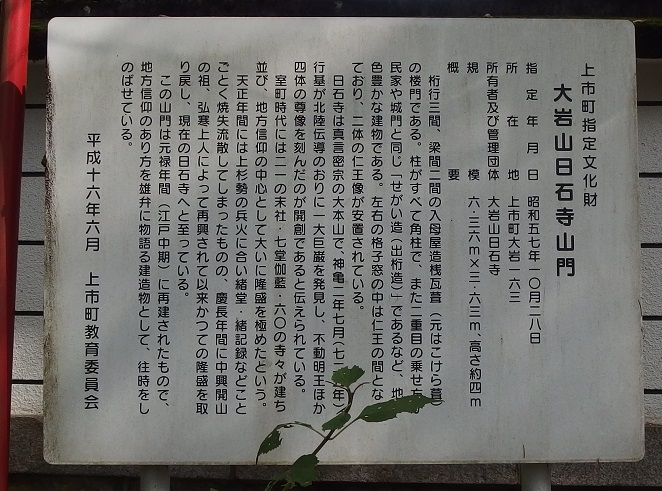 上市町指定文化財
大岩山日石寺山門
指定年月日 昭和五七年一〇月二八日
所在地 上市町大岩一六三
所有者及び管理団体 大岩山日石寺
規模 六・三六m×三・六三m、高さ約四m
概要
桁行三間、梁間二間の入母屋造桟瓦葺(元はこけら葺)
の楼門である。柱がすべて角柱で、また二重目の乗せ方
民家や城門と同じ「せがい造(出桁造)」であるなど、地
色豊かな建物である。左右の格子窓の中は仁王の間とな
ており、二体の仁王像が安置されている。
日石寺は真言密宗の大本山で、神亀二年七月(七二 年)
行基が北陸伝導のおりに一大巨巌を発見し、不動明王ほか
四体の尊像を刻んだのが開創であると伝えられている。
室町時代には二一の末社・七堂伽藍・六〇の寺々が建ち
並び、地方信仰の中心として大いに隆盛を極めたという。
天正年間には上杉勢の兵火に合い緒堂・緒記録などこと
ごとく焼失流散してしまったものの、慶長年間に中興開山
の祖、弘寒上人によって再興されて以来かつての隆盛を取
り戻し、現在の日石寺へと至っている。
この山門は元禄年間(江戸中期)に再建されたもので、
地方信仰のあり方を雄弁に物語る建造物として、往時をし
のばせている。
平成十六年六月 上市町教育委員会